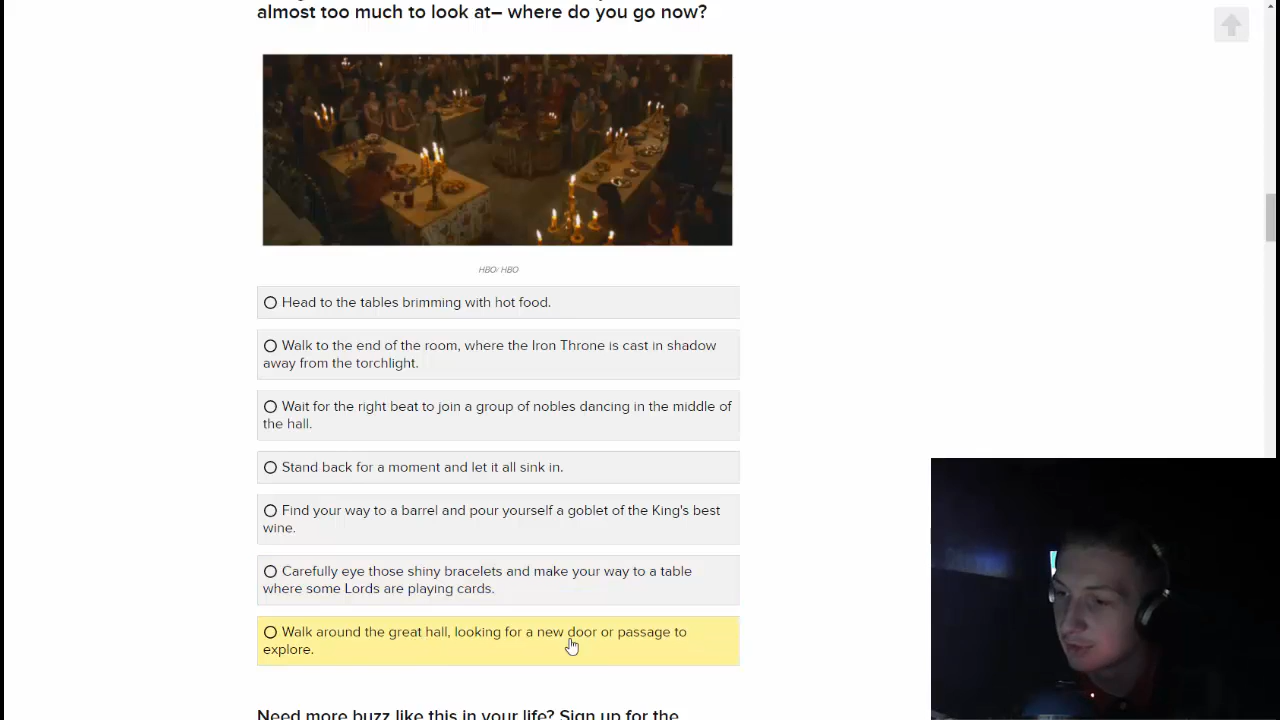 almost too much to look at– where do you go now?
HBO/ HBO
Head to the tables brimming with hot food.
Walk to the end of the room, where the Iron Throne is cast in shadow
away from the torchlight.
Wait for the right beat to join a group of nobles dancing in the middle of
the hall.
Stand back for a moment and let it all sink in.
Find your way to a barrel and pour yourself a goblet of the King's best
wine.
Carefully eye those shiny bracelets and make your way to a table
where some Lords are playing cards.
Walk around the great hall, looking for a new door or passage to
explore.
Need more buzz like this in your life? Sign up for the